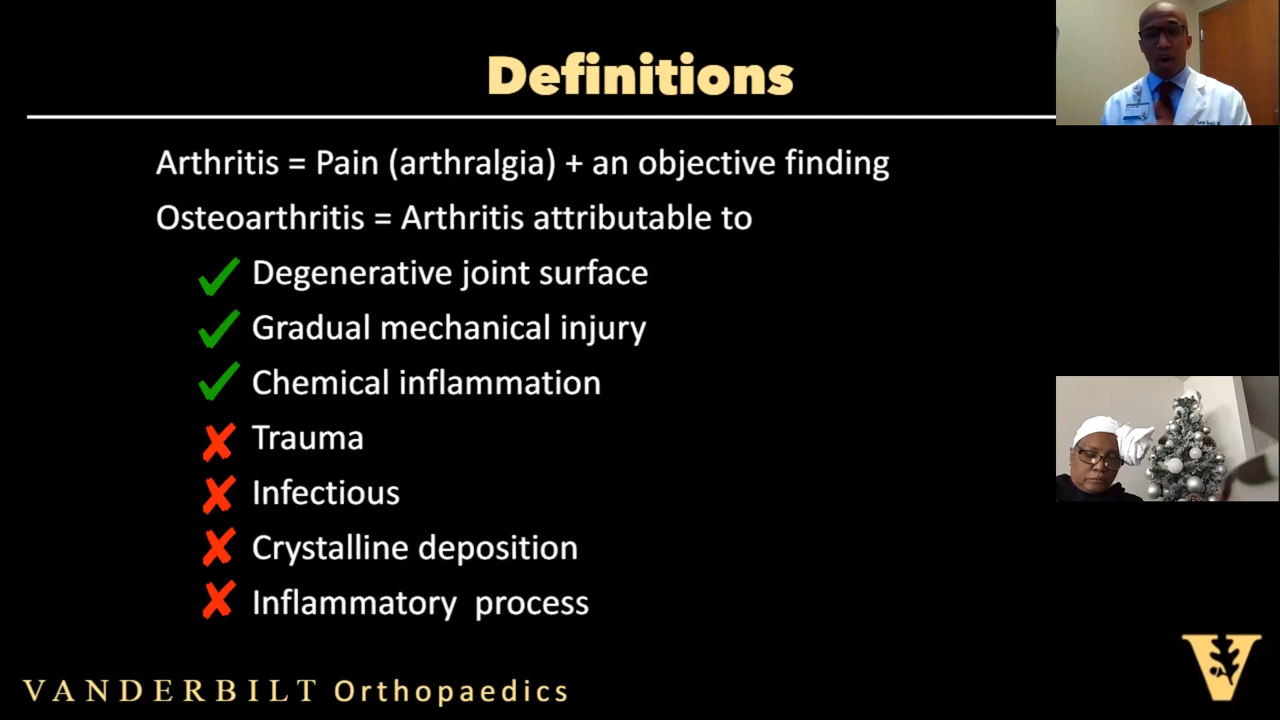 Definitions
Arthritis = Pain (arthralgia) + an objective finding
Osteoarthritis = Arthritis attributable to
Degenerative joint surface
Gradual mechanical injury
Chemical inflammation
Trauma
Infectious
Crystalline deposition
Inflammatory process
VANDERBILT Orthopaedics
V